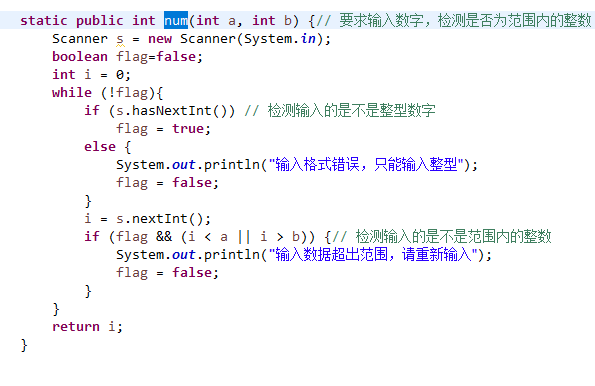 static public int num(int a, int b) {// 要求输入数字，检测是否为范围内的整数
    Scanner s = new Scanner(System.in);
    boolean flag=false;
    int i = 0;
    while (!flag){
        if (s.hasNextInt()) // 检测输入的是不是整型数字
            flag = true;
        else {
            System.out.println("输入格式错误，只能输入整型");
            flag = false;
        }
        i = s.nextInt();
        if (flag && (i < a || i > b)) {// 检测输入的是不是范围内的整数
            System.out.println("输入数据超出范围，请重新输入");
            flag = false;
        }
    }
    return i;
}